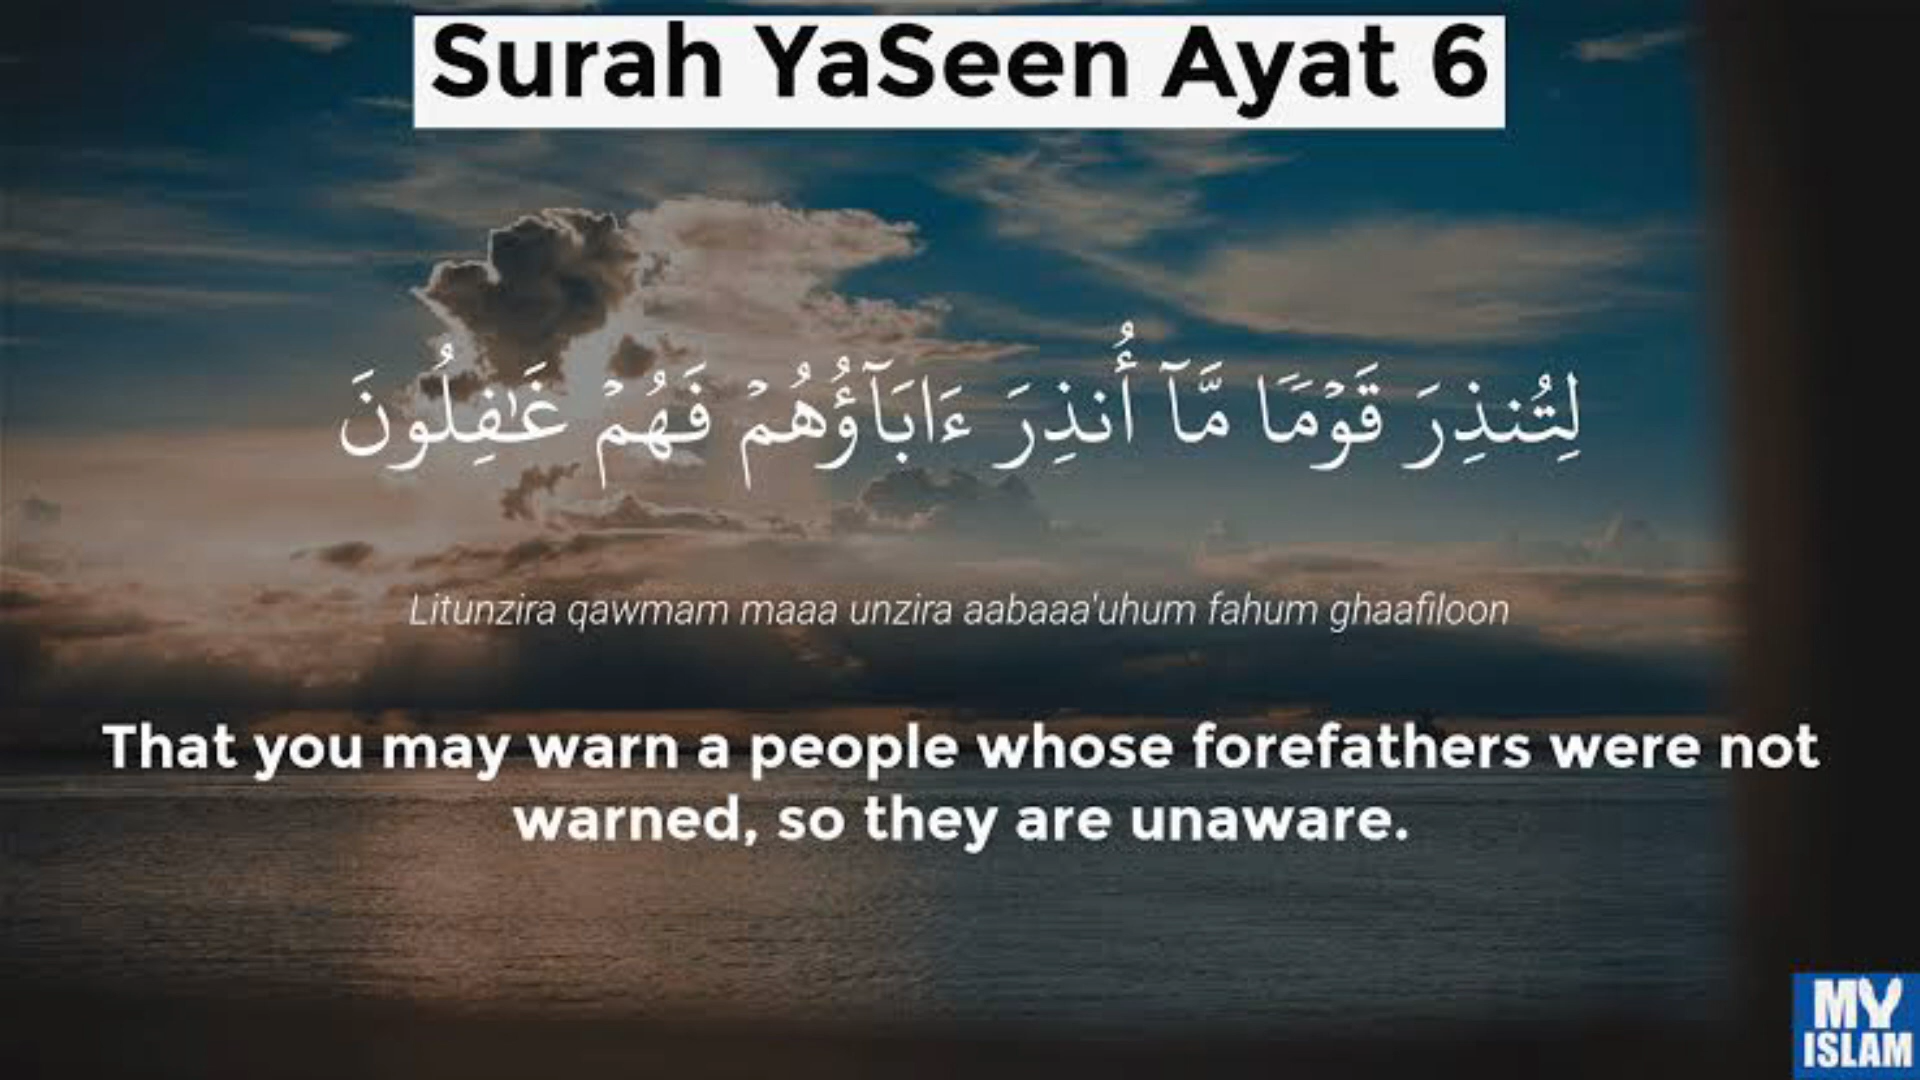 Surah YaSeen Ayat 6
لِتُنذِرَ قَوْمًا مَّآ أُنذِرَ ءَابَآؤُهُمْ فَهُمْ غَٰفِلُونَ
Litunzira qawmam maaa unzira aabaaa'uhum fahum ghaafiloon
That you may warn a people whose forefathers were not
warned, so they are unaware.
MY
ISLAM